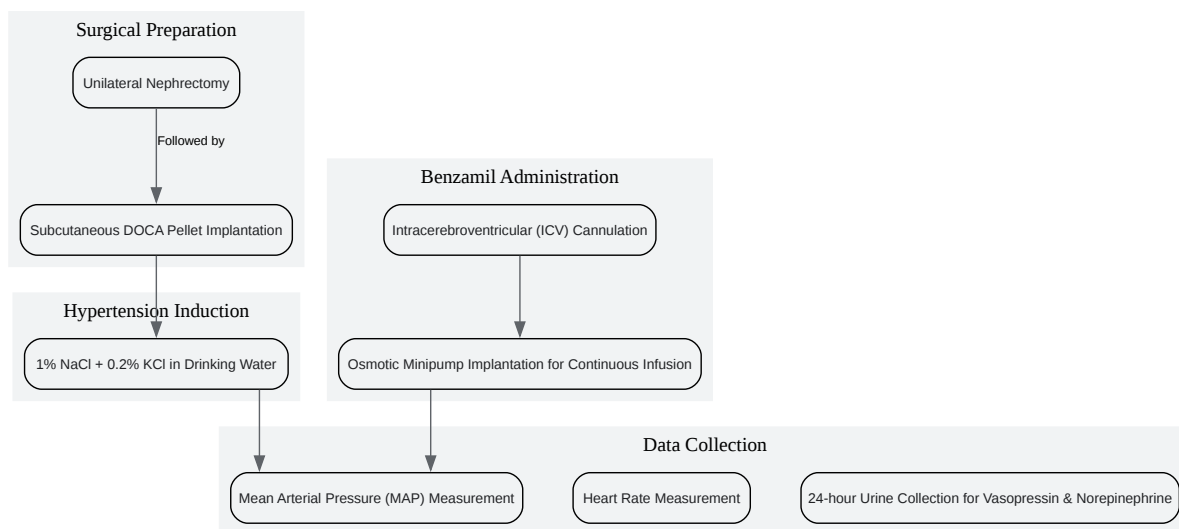 Surgical Preparation
Unilateral Nephrectomy
Followed by
Subcutaneous DOCA Pellet Implantation
Benzamil Administration
Intracerebroventricular (ICV) Cannulation
Hypertension Induction
1% NaCl + 0.2% KCl in Drinking Water
Osmotic Minipump Implantation for Continuous Infusion
Data Collection
Mean Arterial Pressure (MAP) Measurement
Heart Rate Measurement
24-hour Urine Collection for Vasopressin & Norepinephrine